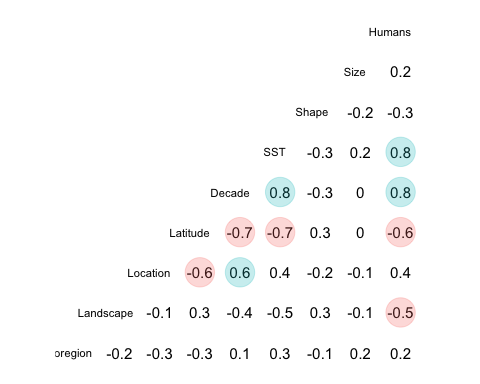 Humans
Size 0.2
Shape -0.2 -0.3
SST -0.3 0.2 0.8
Decade 0.8 -0.3 0 0.8
Latitude -0.7 -0.7 0.3 0 -0.6
Location -0.6 0.6 0.4 -0.2 -0.1 0.4
Landscape -0.1 0.3 -0.4 -0.5 0.3 -0.1 -0.5
oregion -0.2 -0.3 -0.3 0.1 0.3 -0.1 0.2 0.2